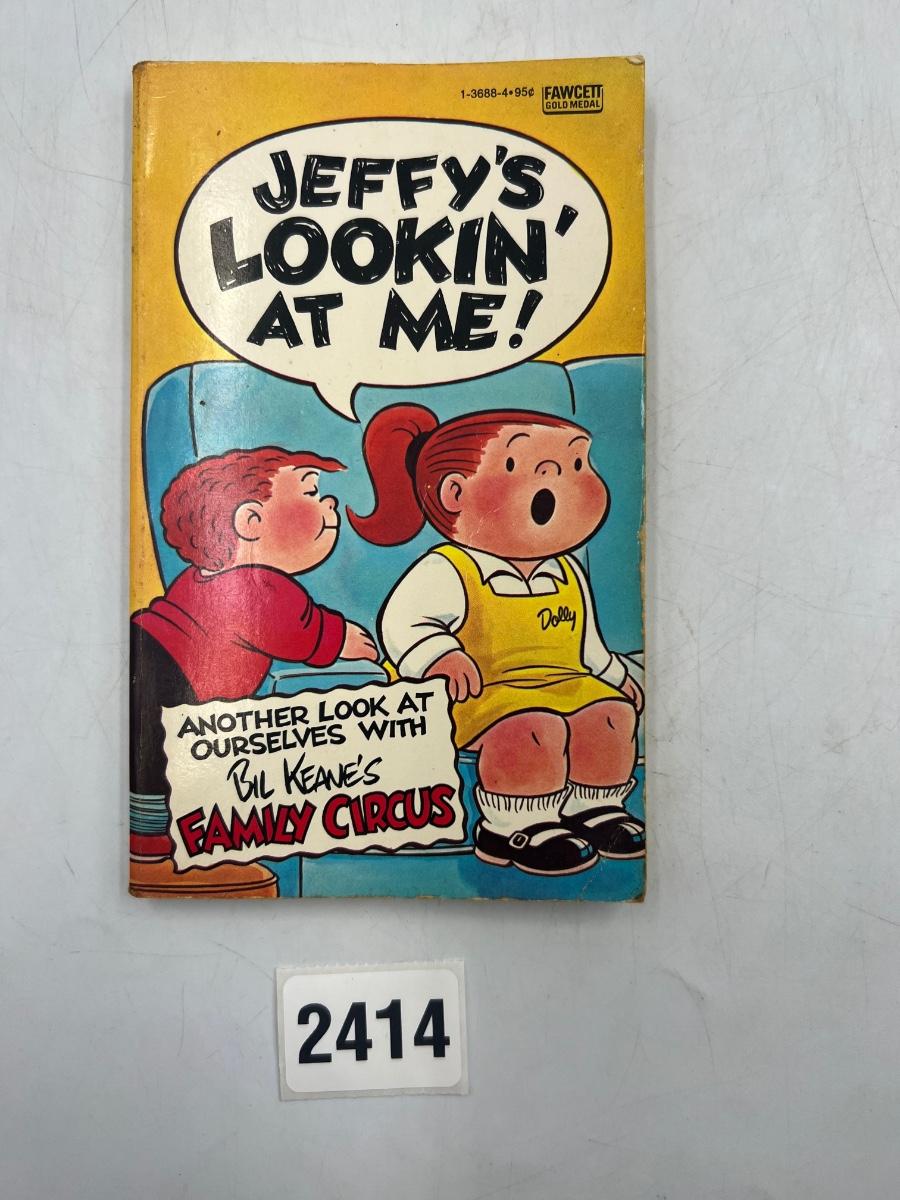 1-3688-4•95¢
FAWCETT
GOLD MEDAL
JEFFY'S
LOOKIN'
AT ME!
Dolly
ANOTHER LOOK AT
OURSELVES WITH
BIL KEANE'S
FAMILY CIRCUS
2414